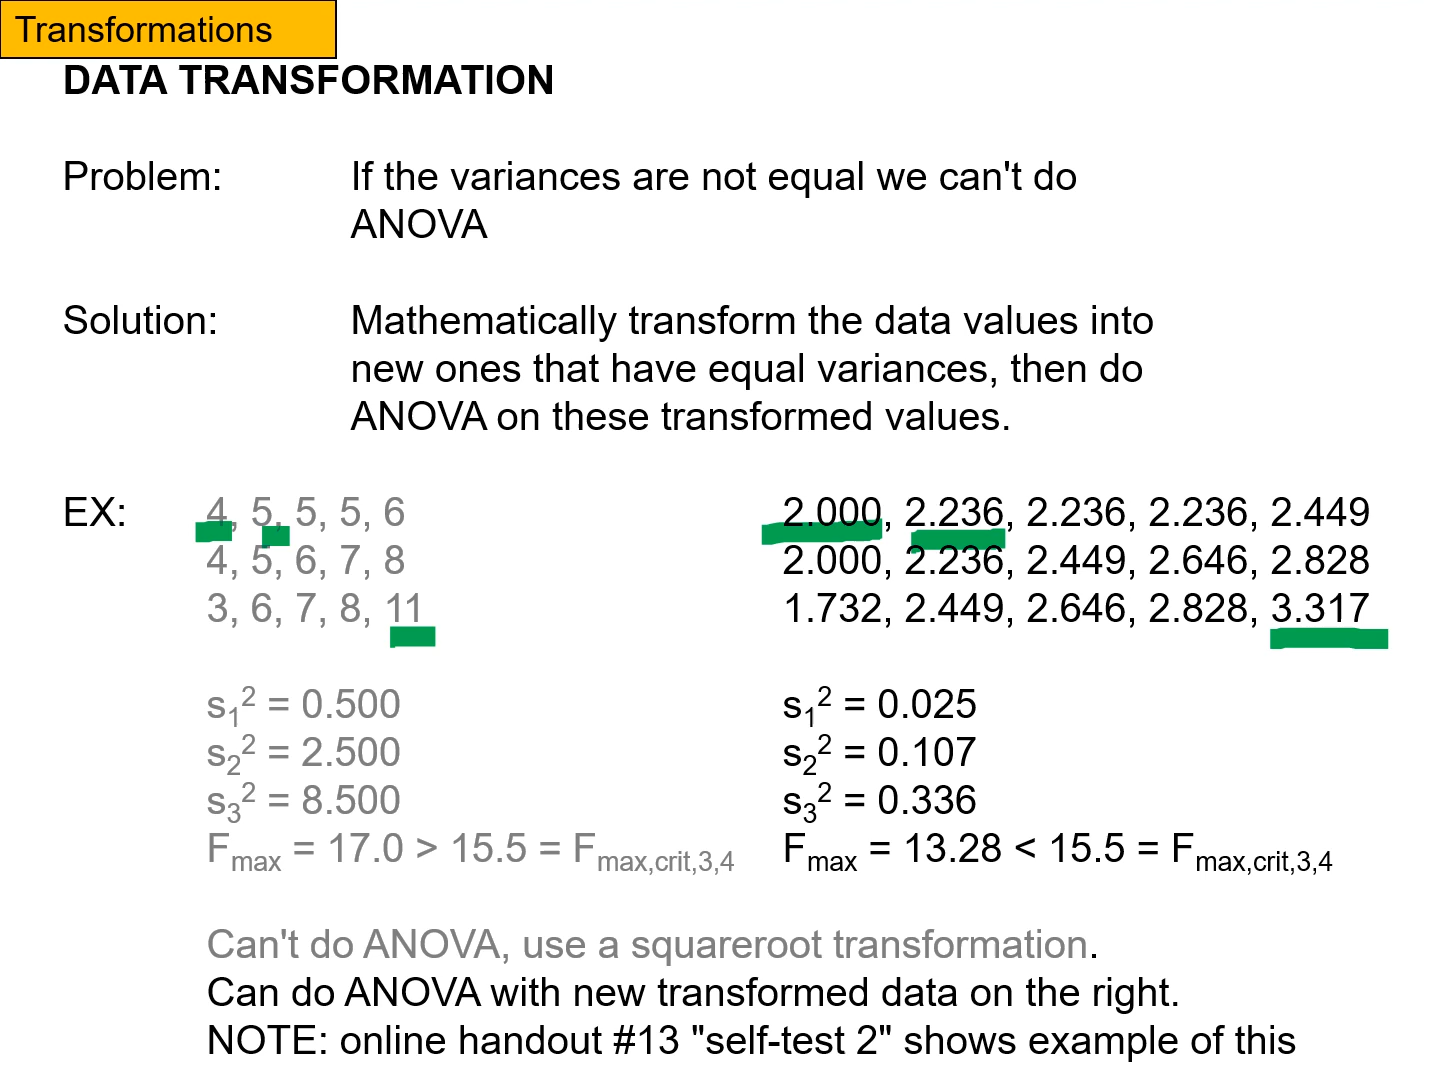 Transformations
DATA TRANSFORMATION
Problem: If the variances are not equal we can't do
ANOVA
Solution: Mathematically transform the data values into
new ones that have equal variances, then do
ANOVA on these transformed values.
EX: 4, 5, 5, 5, 6 2.000, 2.236, 2.236, 2.236, 2.449
4, 5, 6, 7, 8 2.000, 2.236, 2.449, 2.646, 2.828
3, 6, 7, 8, 11 1.732, 2.449, 2.646, 2.828, 3.317
s₁² = 0.500 s₁² = 0.025
s₂² = 2.500 s₂² = 0.107
s₃² = 8.500 s₃² = 0.336
Fmax = 17.0 > 15.5 = Fmax,crit,3,4 Fmax = 13.28 < 15.5 = Fmax,crit,3,4
Can't do ANOVA, use a squareroot transformation.
Can do ANOVA with new transformed data on the right.
NOTE: online handout #13 "self-test 2" shows example of this